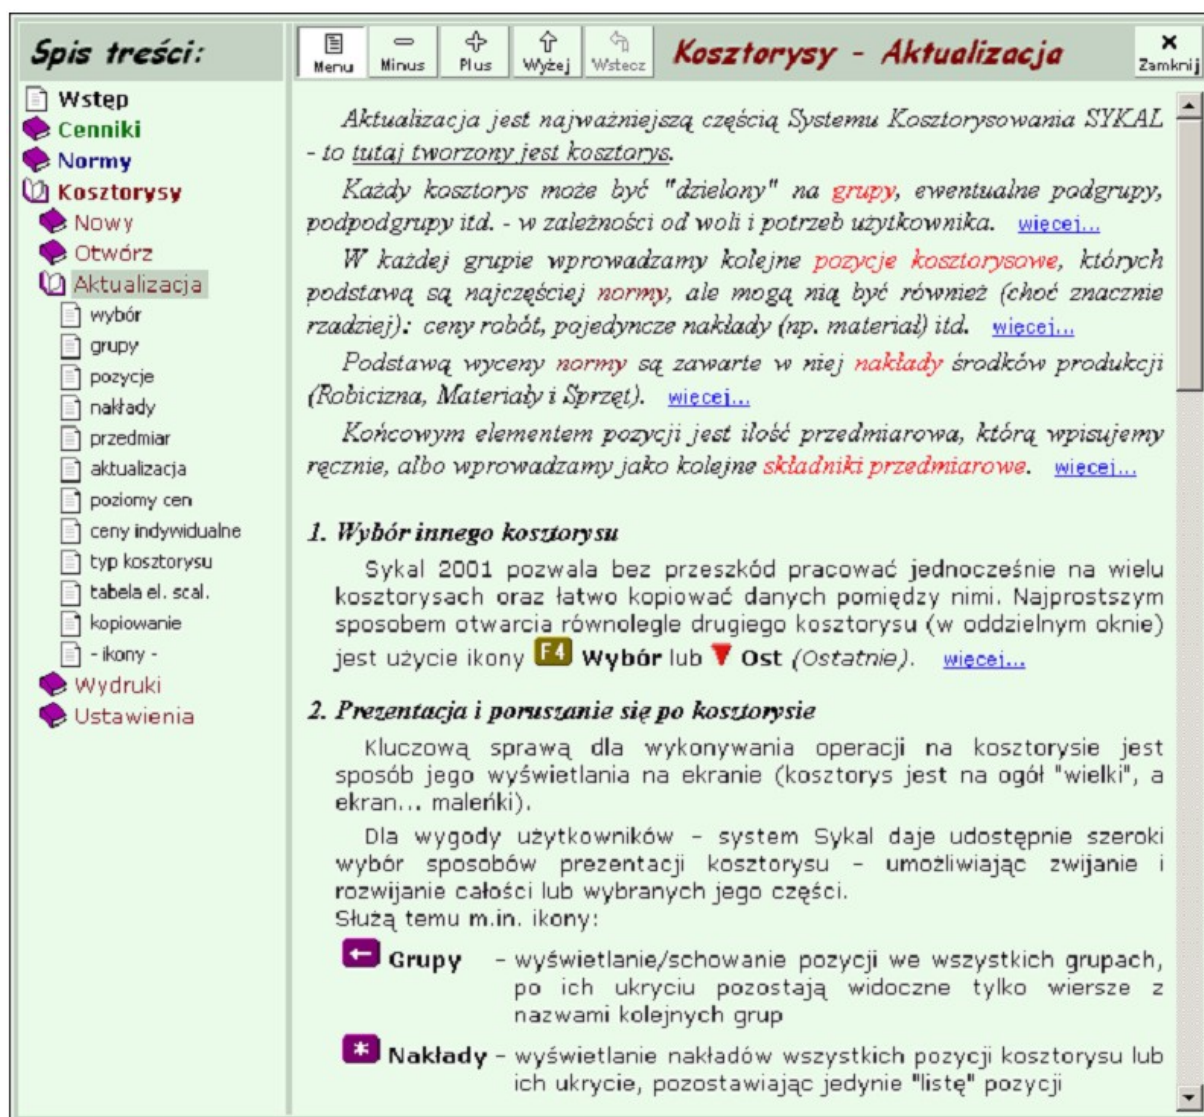 Spis treści:
Menu
Minus
Plus
Wyżej
Wstecz
Kosztorysy - Aktualizacja
Zamknij
Wstęp
Cenniki
Normy
Kosztorysy
Nowy
Otwórz
Aktualizacja
wybór
grupy
pozycje
nakłady
przedmiar
aktualizacja
poziomy cen
ceny indywidualne
typ kosztorysu
tabela el. scal.
kopiowanie
- ikony -
Wydruki
Ustawienia
Aktualizacja jest najważniejszą częścią Systemu Kosztorysowania SYKAL
- to tutaj tworzony jest kosztorys.
Każdy kosztorys może być "dzielony" na grupy, ewentualne podgrupy,
podpodgrupy itd. - w zależności od woli i potrzeb użytkownika. więcej...
W każdej grupie wprowadzamy kolejne pozycje kosztorysowe, których
podstawą są najczęściej normy, ale mogą nią być również (choć znacznie
rzadziej): ceny robót, pojedyncze nakłady (np. materiał) itd. więcej...
Podstawą wyceny normy są zawarte w niej nakłady środków produkcji
(Robicizna, Materiały i Sprzęt). więcej...
Końcowym elementem pozycji jest ilość przedmiarowa, którą wpisujemy
ręcznie, albo wprowadzamy jako kolejne składniki przedmiarowe. więcej...
1. Wybór innego kosztorysu
Sykal 2001 pozwala bez przeszkód pracować jednocześnie na wielu
kosztorysach oraz łatwo kopiować danych pomiędzy nimi. Najprostszym
sposobem otwarcia równolegle drugiego kosztorysu (w oddzielnym oknie)
jest użycie ikony F4 Wybór lub Ost (Ostatnie). więcej...
2. Prezentacja i poruszanie się po kosztorysie
Kluczową sprawą dla wykonywania operacji na kosztorysie jest
sposób jego wyświetlania na ekranie (kosztorys jest na ogół "wielki", a
ekran... maleńki).
Dla wygody użytkowników - system Sykal daje udostępnie szeroki
wybór sposobów prezentacji kosztorysu - umożliwiając zwijanie i
rozwijanie całości lub wybranych jego części.
Służą temu m.in. ikony:
Grupy - wyświetlanie/schowanie pozycji we wszystkich grupach,
po ich ukryciu pozostają widoczne tylko wiersze z
nazwami kolejnych grup
* Nakłady - wyświetlanie nakładów wszystkich pozycji kosztorysu lub
ich ukrycie, pozostawiając jedynie "listę" pozycji